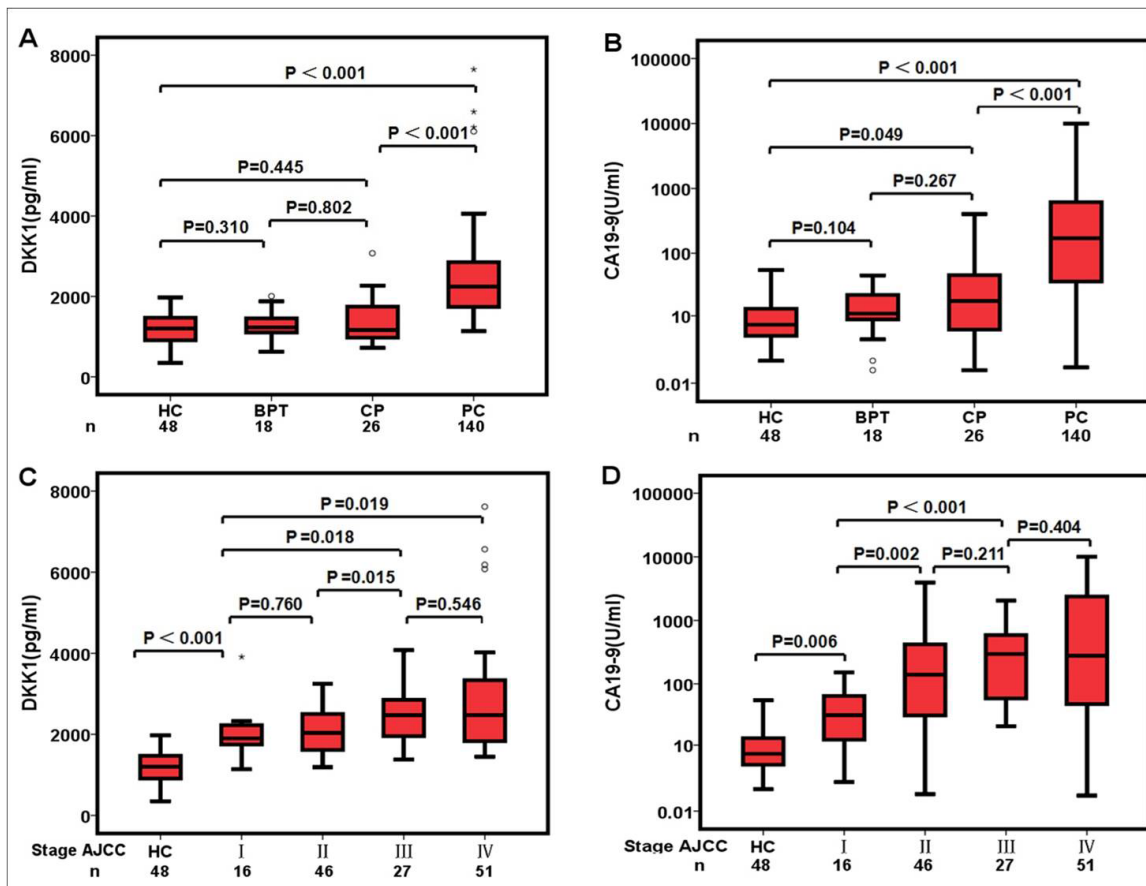 A
DKK1(pg/ml)
8000
6000
4000
2000
0
P < 0.001
P < 0.001
P=0.445
P=0.802
P=0.310
HC BPT CP PC
n 48 18 26 140
B
CA19-9(U/ml)
100000
10000
1000
100
10
0.01
P < 0.001
P < 0.001
P=0.049
P=0.267
P=0.104
HC BPT CP PC
n 48 18 26 140
C
DKK1(pg/ml)
8000
6000
4000
2000
0
P =0.019
P =0.018
P =0.015
P=0.760 P=0.546
P < 0.001
Stage AJCC HC I II III IV
n 48 16 46 27 51
D
CA19-9(U/ml)
100000
10000
1000
100
10
0.01
P < 0.001
P=0.404
P=0.002 P=0.211
P=0.006
Stage AJCC HC I II III IV
n 48 16 46 27 51